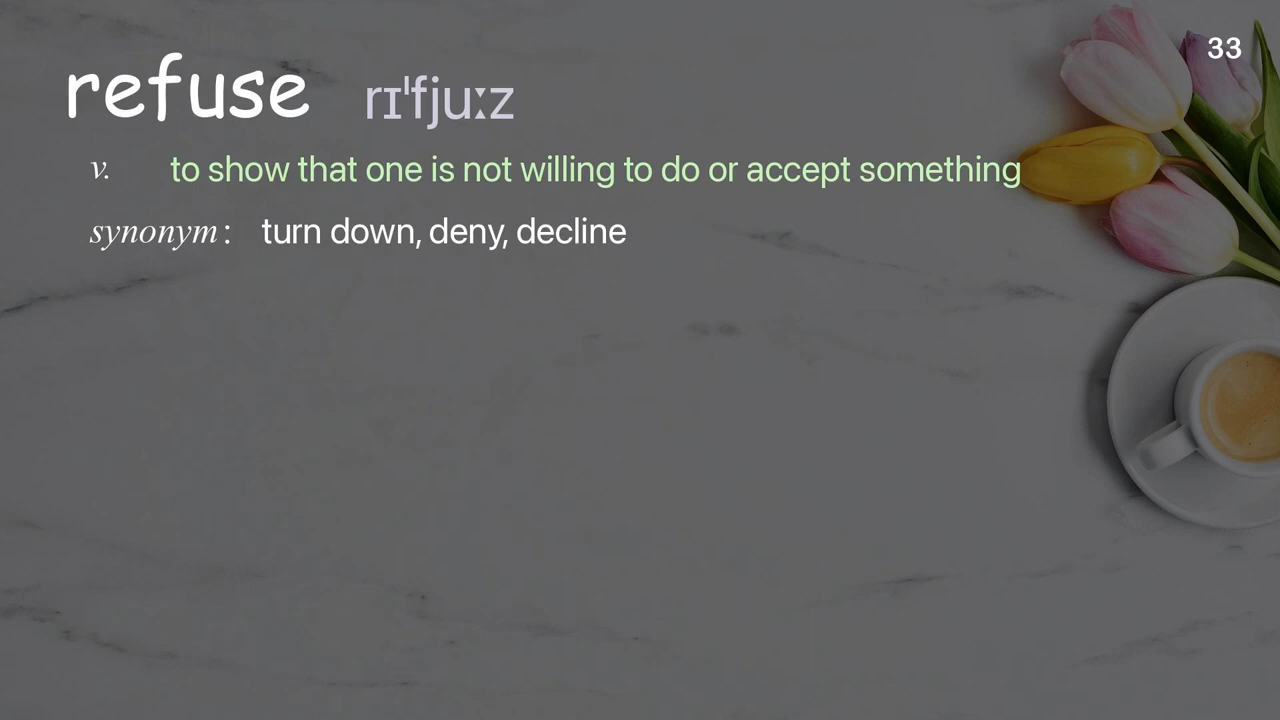 33
refuse rɪˈfjuːz
v. to show that one is not willing to do or accept something
synonym: turn down, deny, decline